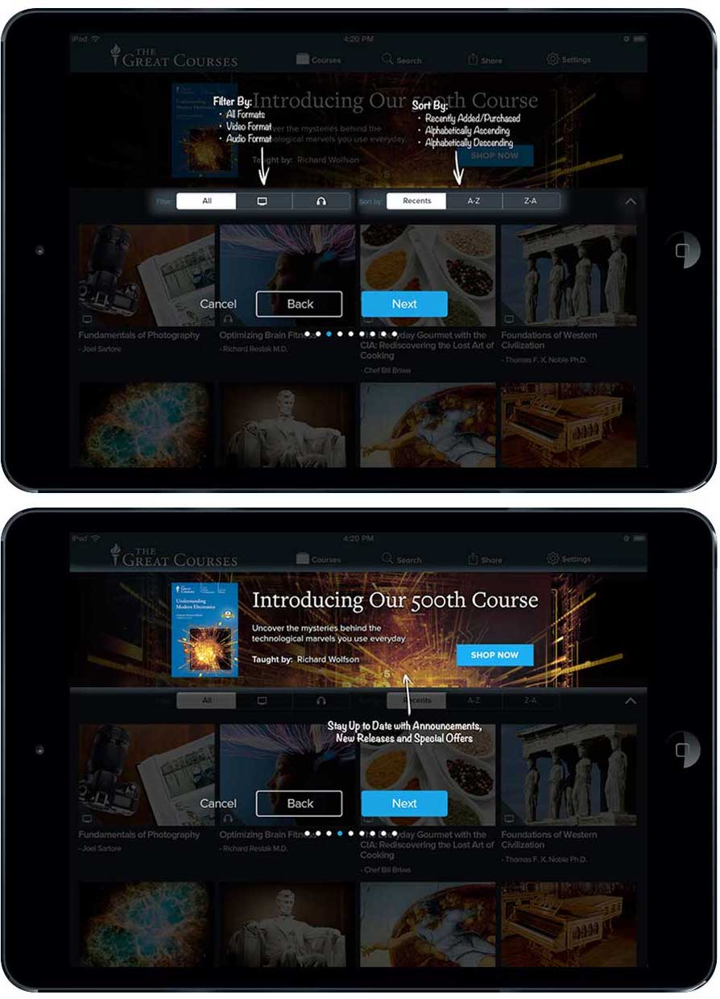 iPad
4:20 PM
THE
GREAT COURSES
Courses
Search
Share
Settings
Introducing Our 500th Course
Filter By:
• All Formats
• Video Format
• Audio Format
Sort By:
• Recently Added/Purchased
• Alphabetically Ascending
• Alphabetically Descending
over the mysteries behind the
technological marvels you use everyday
Taught by: Richard Wolfson
SHOP NOW
Filter:
All
Sort by:
Recents
A-Z
Z-A
Cancel
Back
Next
Fundamentals of Photography
- Joel Sartore
Optimizing Brain Fitness
- Richard Restak M.D.
The Everyday Gourmet with the
CIA: Rediscovering the Lost Art of
Cooking
- Chef Bill Briwa
Foundations of Western
Civilization
- Thomas F. X. Noble Ph.D.
iPad
4:20 PM
THE
GREAT COURSES
Courses
Search
Share
Settings
Understanding
Modern Electronics
Introducing Our 500th Course
Uncover the mysteries behind the
technological marvels you use everyday
Taught by: Richard Wolfson
SHOP NOW
All
Recents
A-Z
Z-A
Stay Up to Date with Announcements,
New Releases and Special Offers
Cancel
Back
Next
Fundamentals of Photography
- Joel Sartore
Optimizing Brain Fitness
- Richard Restak M.D.
The Everyday Gourmet with the
CIA: Rediscovering the Lost Art of
Cooking
- Chef Bill Briwa
Foundations of Western
Civilization
- Thomas F. X. Noble Ph.D.